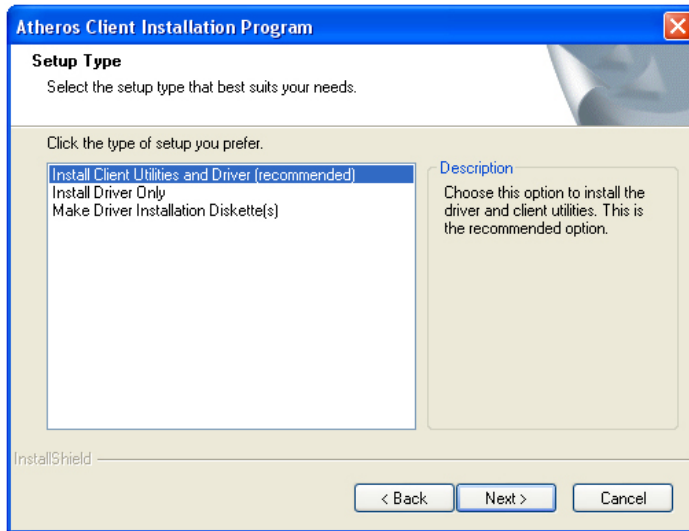 Atheros Client Installation Program
Setup Type
Select the setup type that best suits your needs.
Click the type of setup you prefer.
Install Client Utilities and Driver (recommended)
Install Driver Only
Make Driver Installation Diskette(s)
Description
Choose this option to install the
driver and client utilities. This is
the recommended option.
InstallShield
< Back
Next >
Cancel